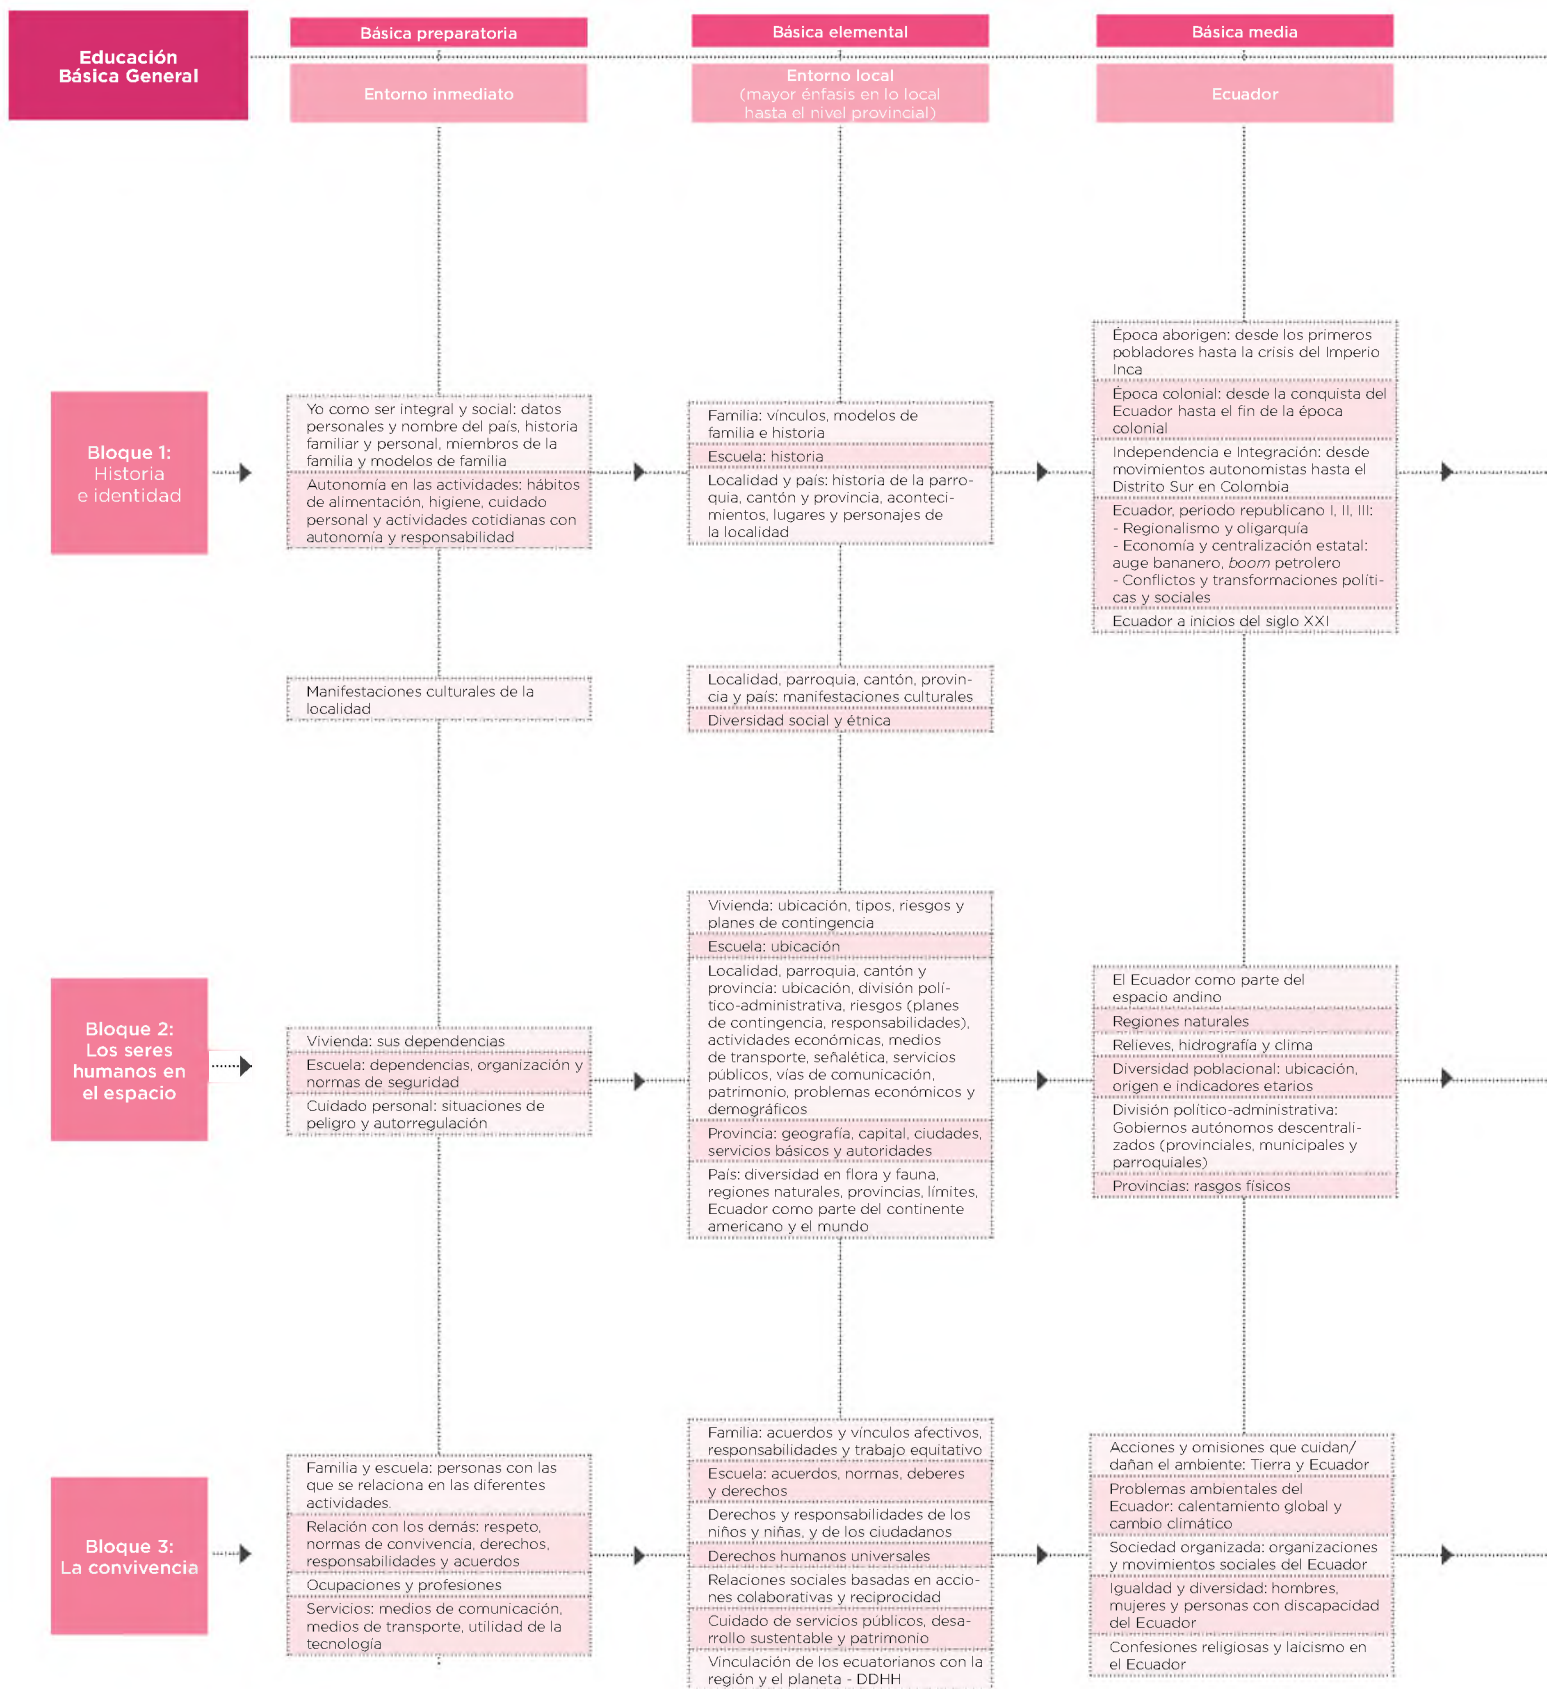 Educación
Básica General
Básica preparatoria
Básica elemental
Básica media
Entorno inmediato
Entorno local
(mayor énfasis en lo local
hasta el nivel provincial)
Ecuador
Bloque 1:
Historia
e identidad
Yo como ser integral y social: datos
personales y nombre del país, historia
familiar y personal, miembros de la
familia y modelos de familia
Autonomía en las actividades: hábitos
de alimentación, higiene, cuidado
personal y actividades cotidianas con
autonomía y responsabilidad
Familia: vínculos, modelos de
familia e historia
Escuela: historia
Localidad y país: historia de la parro-
quia, cantón y provincia, aconteci-
mientos, lugares y personajes de
la localidad
Época aborigen: desde los primeros
pobladores hasta la crisis del Imperio
Inca
Época colonial: desde la conquista del
Ecuador hasta el fin de la época
colonial
Independencia e Integración: desde
movimientos autonomistas hasta el
Distrito Sur en Colombia
Ecuador, periodo republicano I, II, III:
- Regionalismo y oligarquía
- Economía y centralización estatal:
auge bananero, boom petrolero
- Conflictos y transformaciones políti-
cas y sociales
Ecuador a inicios del siglo XXI
Manifestaciones culturales de la
localidad
Localidad, parroquia, cantón, provin-
cia y país: manifestaciones culturales
Diversidad social y étnica
Bloque 2:
Los seres
humanos en
el espacio
Vivienda: sus dependencias
Escuela: dependencias, organización y
normas de seguridad
Cuidado personal: situaciones de
peligro y autorregulación
Vivienda: ubicación, tipos, riesgos y
planes de contingencia
Escuela: ubicación
Localidad, parroquia, cantón y
provincia: ubicación, división polí-
tico-administrativa, riesgos (planes
de contingencia, responsabilidades),
actividades económicas, medios
de transporte, señalética, servicios
públicos, vías de comunicación,
patrimonio, problemas económicos y
demográficos
Provincia: geografía, capital, ciudades,
servicios básicos y autoridades
País: diversidad en flora y fauna,
regiones naturales, provincias, límites,
Ecuador como parte del continente
americano y el mundo
El Ecuador como parte del
espacio andino
Regiones naturales
Relieves, hidrografía y clima
Diversidad poblacional: ubicación,
origen e indicadores etarios
División político-administrativa:
Gobiernos autónomos descentrali-
zados (provinciales, municipales y
parroquiales)
Provincias: rasgos físicos
Bloque 3:
La convivencia
Familia y escuela: personas con las
que se relaciona en las diferentes
actividades.
Relación con los demás: respeto,
normas de convivencia, derechos,
responsabilidades y acuerdos
Ocupaciones y profesiones
Servicios: medios de comunicación,
medios de transporte, utilidad de la
tecnología
Familia: acuerdos y vínculos afectivos,
responsabilidades y trabajo equitativo
Escuela: acuerdos, normas, deberes
y derechos
Derechos y responsabilidades de los
niños y niñas, y de los ciudadanos
Derechos humanos universales
Relaciones sociales basadas en accio-
nes colaborativas y reciprocidad
Cuidado de servicios públicos, desa-
rrollo sustentable y patrimonio
Vinculación de los ecuatorianos con la
región y el planeta - DDHH
Acciones y omisiones que cuidan/
dañan el ambiente: Tierra y Ecuador
Problemas ambientales del
Ecuador: calentamiento global y
cambio climático
Sociedad organizada: organizaciones
y movimientos sociales del Ecuador
Igualdad y diversidad: hombres,
mujeres y personas con discapacidad
del Ecuador
Confesiones religiosas y laicismo en
el Ecuador